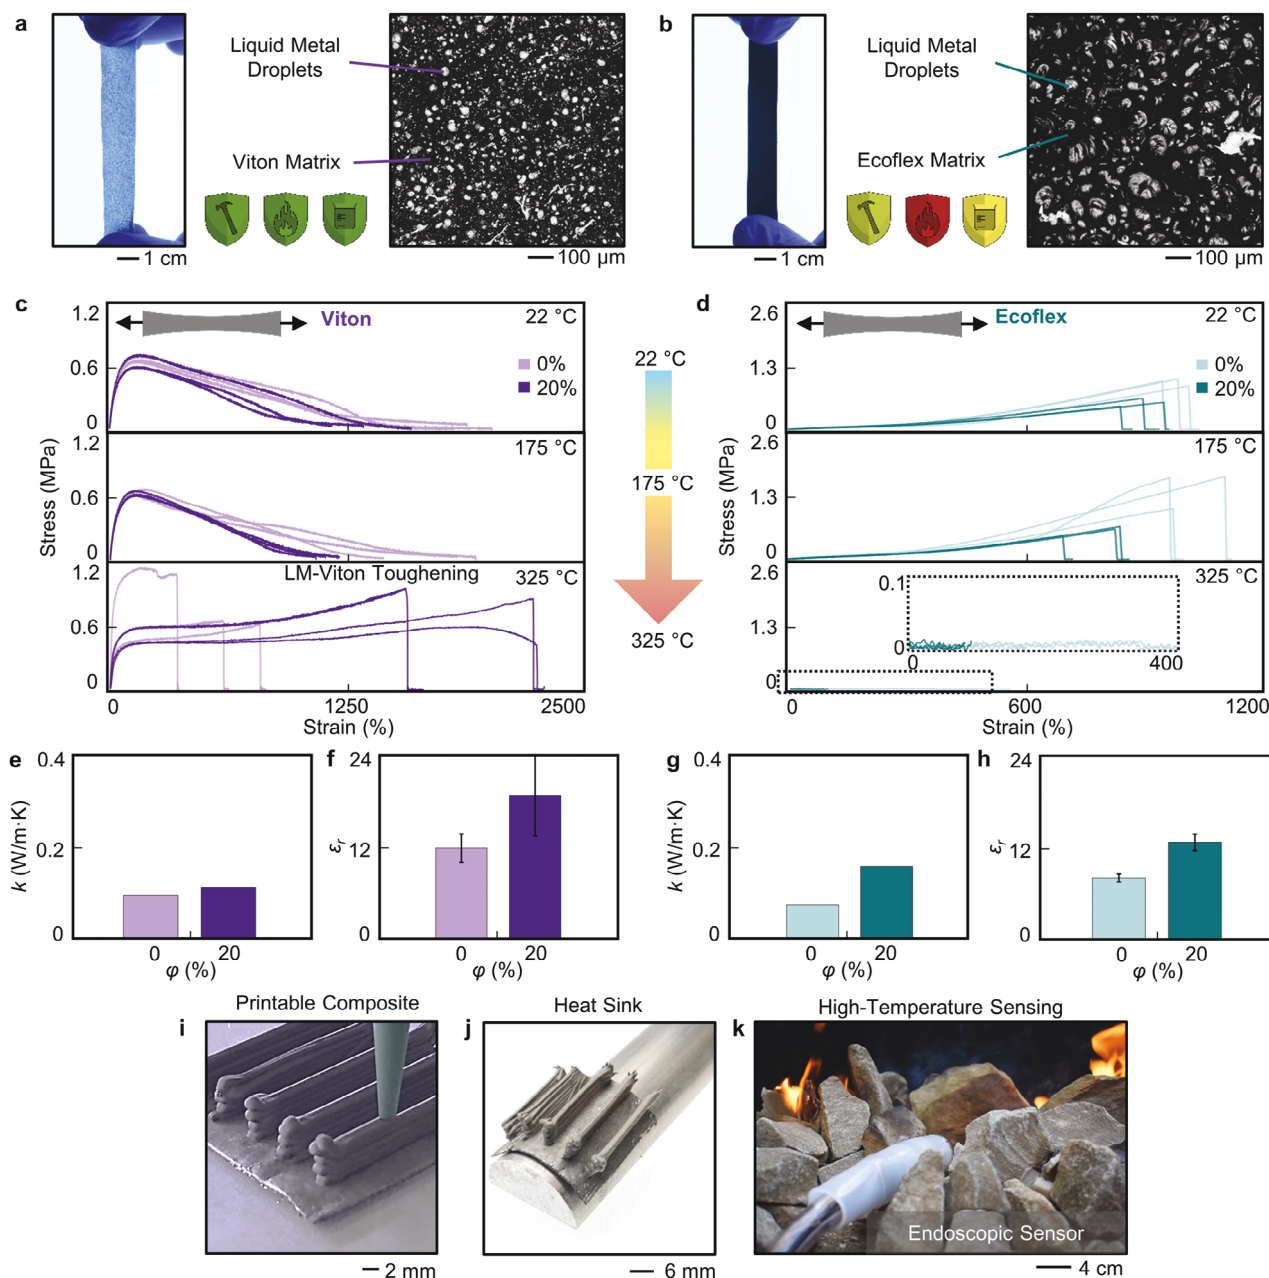 a
Liquid Metal
Droplets
Viton Matrix
1 cm
100 µm
b
Liquid Metal
Droplets
Ecoflex Matrix
1 cm
100 µm
c
Stress (MPa)
1.2
0.6
0
Viton
22 °C
0%
20%
1.2
0.6
0
175 °C
1.2
0.6
0
LM-Viton Toughening
325 °C
0
1250
2500
Strain (%)
22 °C
175 °C
325 °C
d
Stress (MPa)
2.6
1.3
0
Ecoflex
22 °C
0%
20%
2.6
1.3
0
175 °C
2.6
1.3
0
325 °C
0.1
0
0
400
0
600
1200
Strain (%)
e
k (W/m·K)
0.4
0.2
0
0
20
φ (%)
f
εr
24
12
0
0
20
φ (%)
g
k (W/m·K)
0.4
0.2
0
0
20
φ (%)
h
εr
24
12
0
0
20
φ (%)
Printable Composite
i
2 mm
Heat Sink
j
6 mm
High-Temperature Sensing
k
Endoscopic Sensor
4 cm